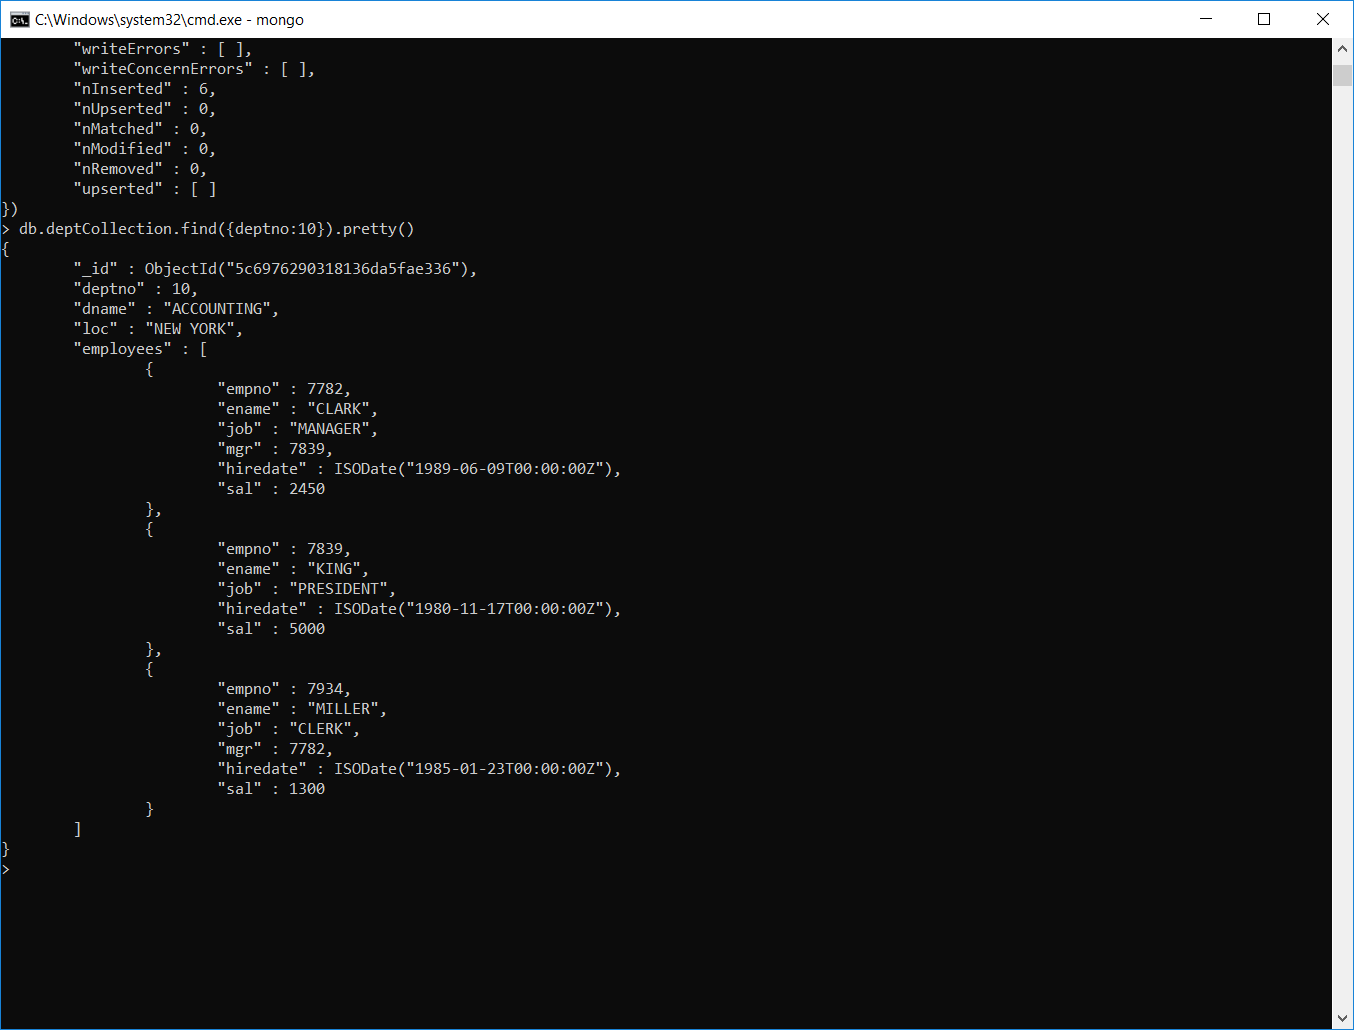 C:\Windows\system32\cmd.exe - mongo
        "writeErrors" : [ ],
        "writeConcernErrors" : [ ],
        "nInserted" : 6,
        "nUpserted" : 0,
        "nMatched" : 0,
        "nModified" : 0,
        "nRemoved" : 0,
        "upserted" : [ ]
})
> db.deptCollection.find({deptno:10}).pretty()
{
        "_id" : ObjectId("5c6976290318136da5fae336"),
        "deptno" : 10,
        "dname" : "ACCOUNTING",
        "loc" : "NEW YORK",
        "employees" : [
                {
                        "empno" : 7782,
                        "ename" : "CLARK",
                        "job" : "MANAGER",
                        "mgr" : 7839,
                        "hiredate" : ISODate("1989-06-09T00:00:00Z"),
                        "sal" : 2450
                },
                {
                        "empno" : 7839,
                        "ename" : "KING",
                        "job" : "PRESIDENT",
                        "hiredate" : ISODate("1980-11-17T00:00:00Z"),
                        "sal" : 5000
                },
                {
                        "empno" : 7934,
                        "ename" : "MILLER",
                        "job" : "CLERK",
                        "mgr" : 7782,
                        "hiredate" : ISODate("1985-01-23T00:00:00Z"),
                        "sal" : 1300
                }
        ]
}
>